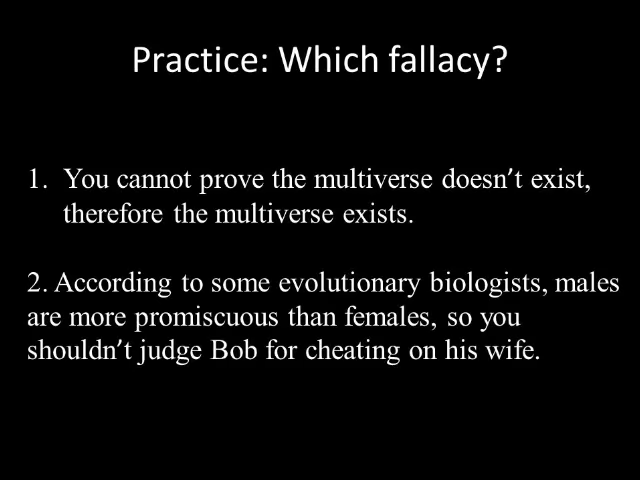 Practice: Which fallacy?
1. You cannot prove the multiverse doesn’t exist,
therefore the multiverse exists.
2. According to some evolutionary biologists, males
are more promiscuous than females, so you
shouldn’t judge Bob for cheating on his wife.